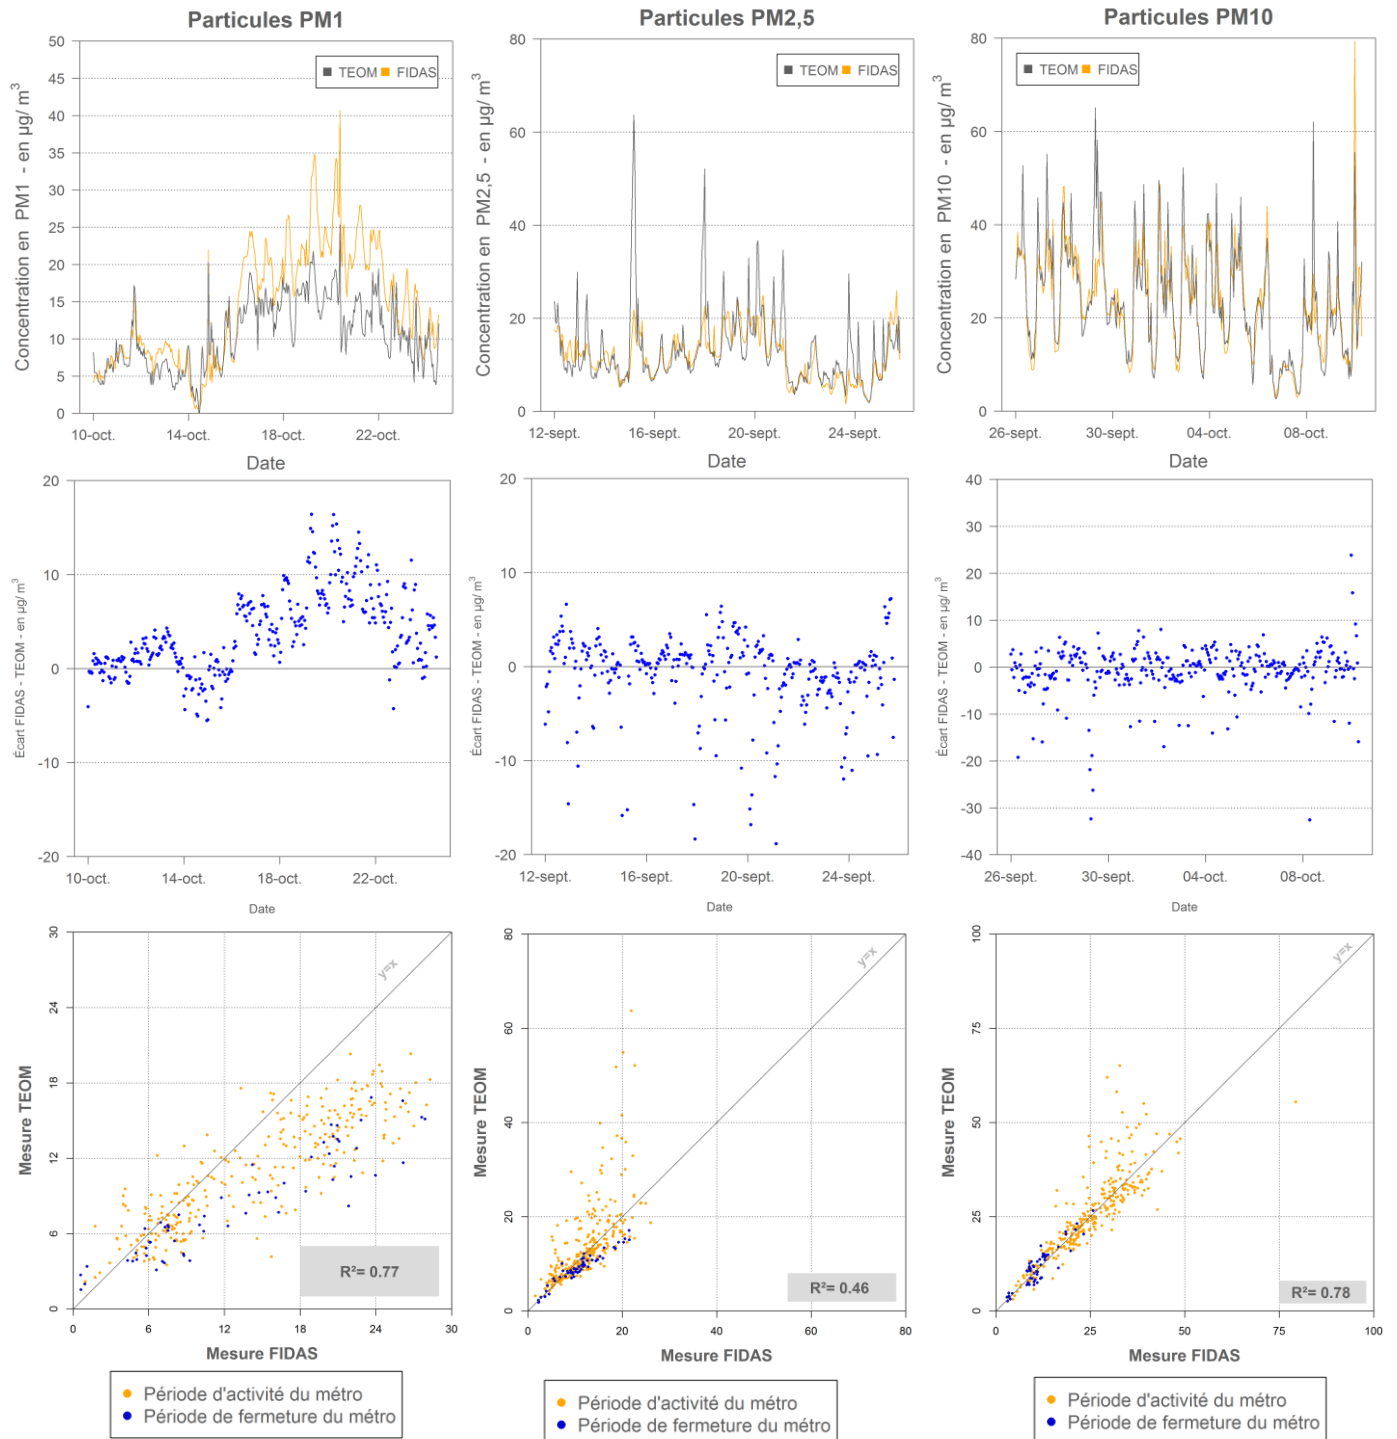 Particules PM1
Concentration en PM1 - en µg/ m³
50
45
40
35
30
25
20
15
10
5
0
TEOM FIDAS
10-oct. 14-oct. 18-oct. 22-oct.
Date
Particules PM2,5
Concentration en PM2,5 - en µg/ m³
80
60
40
20
0
TEOM FIDAS
12-sept. 16-sept. 20-sept. 24-sept.
Date
Particules PM10
Concentration en PM10 - en µg/ m³
80
60
40
20
0
TEOM FIDAS
26-sept. 30-sept. 04-oct. 08-oct.
Date
Écart FIDAS - TEOM - en µg/ m³
20
10
0
-10
-20
10-oct. 14-oct. 18-oct. 22-oct.
Date
Écart FIDAS - TEOM - en µg/ m³
20
10
0
-10
-20
12-sept. 16-sept. 20-sept. 24-sept.
Date
Écart FIDAS - TEOM - en µg/ m³
40
30
20
10
0
-10
-20
-30
-40
26-sept. 30-sept. 04-oct. 08-oct.
Date
Mesure TEOM
30
24
18
12
6
0
y=x
R²= 0.77
0 6 12 18 24 30
Mesure FIDAS
Période d'activité du métro
Période de fermeture du métro
Mesure TEOM
80
60
40
20
0
y=x
R²= 0.46
0 20 40 60 80
Mesure FIDAS
Période d'activité du métro
Période de fermeture du métro
Mesure TEOM
100
75
50
25
0
y=x
R²= 0.78
0 25 50 75 100
Mesure FIDAS
Période d'activité du métro
Période de fermeture du métro